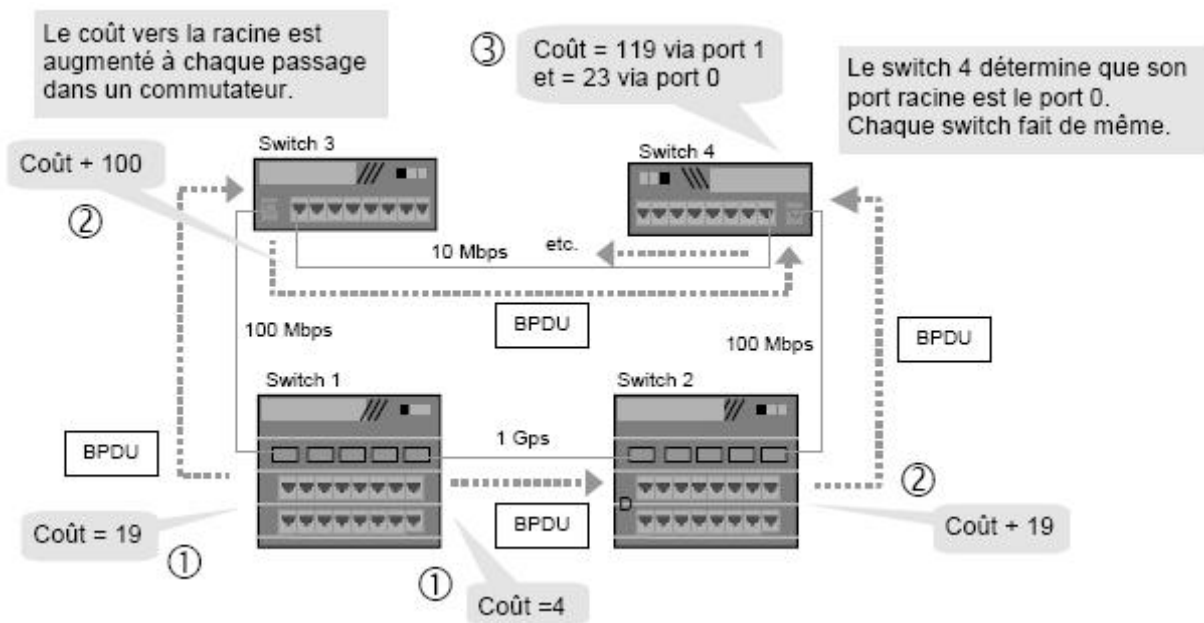 Le coût vers la racine est
augmenté à chaque passage
dans un commutateur.
③
Coût = 119 via port 1
et = 23 via port 0
Le switch 4 détermine que son
port racine est le port 0.
Chaque switch fait de même.
Switch 3
Switch 4
Coût + 100
②
10 Mbps
etc.
BPDU
100 Mbps
100 Mbps
BPDU
Switch 1
Switch 2
BPDU
1 Gps
BPDU
D
②
Coût = 19
①
①
Coût =4
Coût + 19